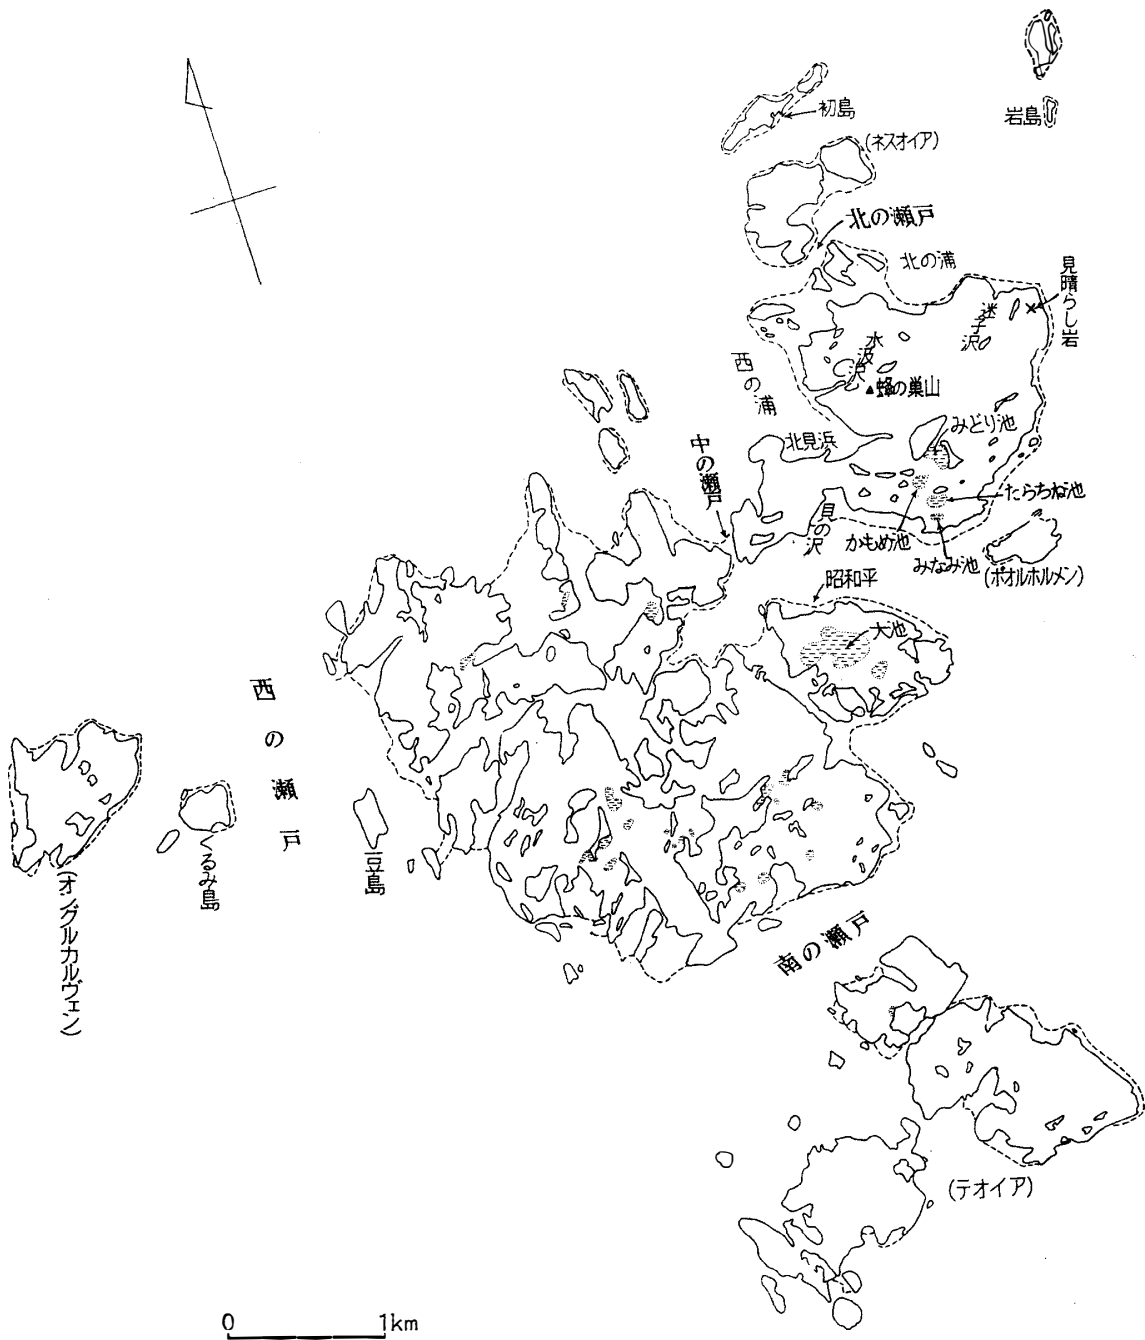 初島
岩島
(ネスオイア)
北の瀬戸
北の浦
見晴らし岩
迷子沢
水汲沢
西の浦
蜂の巣山
みどり池
北見浜
中の瀬戸
たらちね池
貝の沢
かもめ池
みなみ池
(ポオルホルメン)
昭和平
大池
西の瀬戸
くるみ島
豆島
(オングルカルヴェン)
南の瀬戸
(テオイア)
0 1km